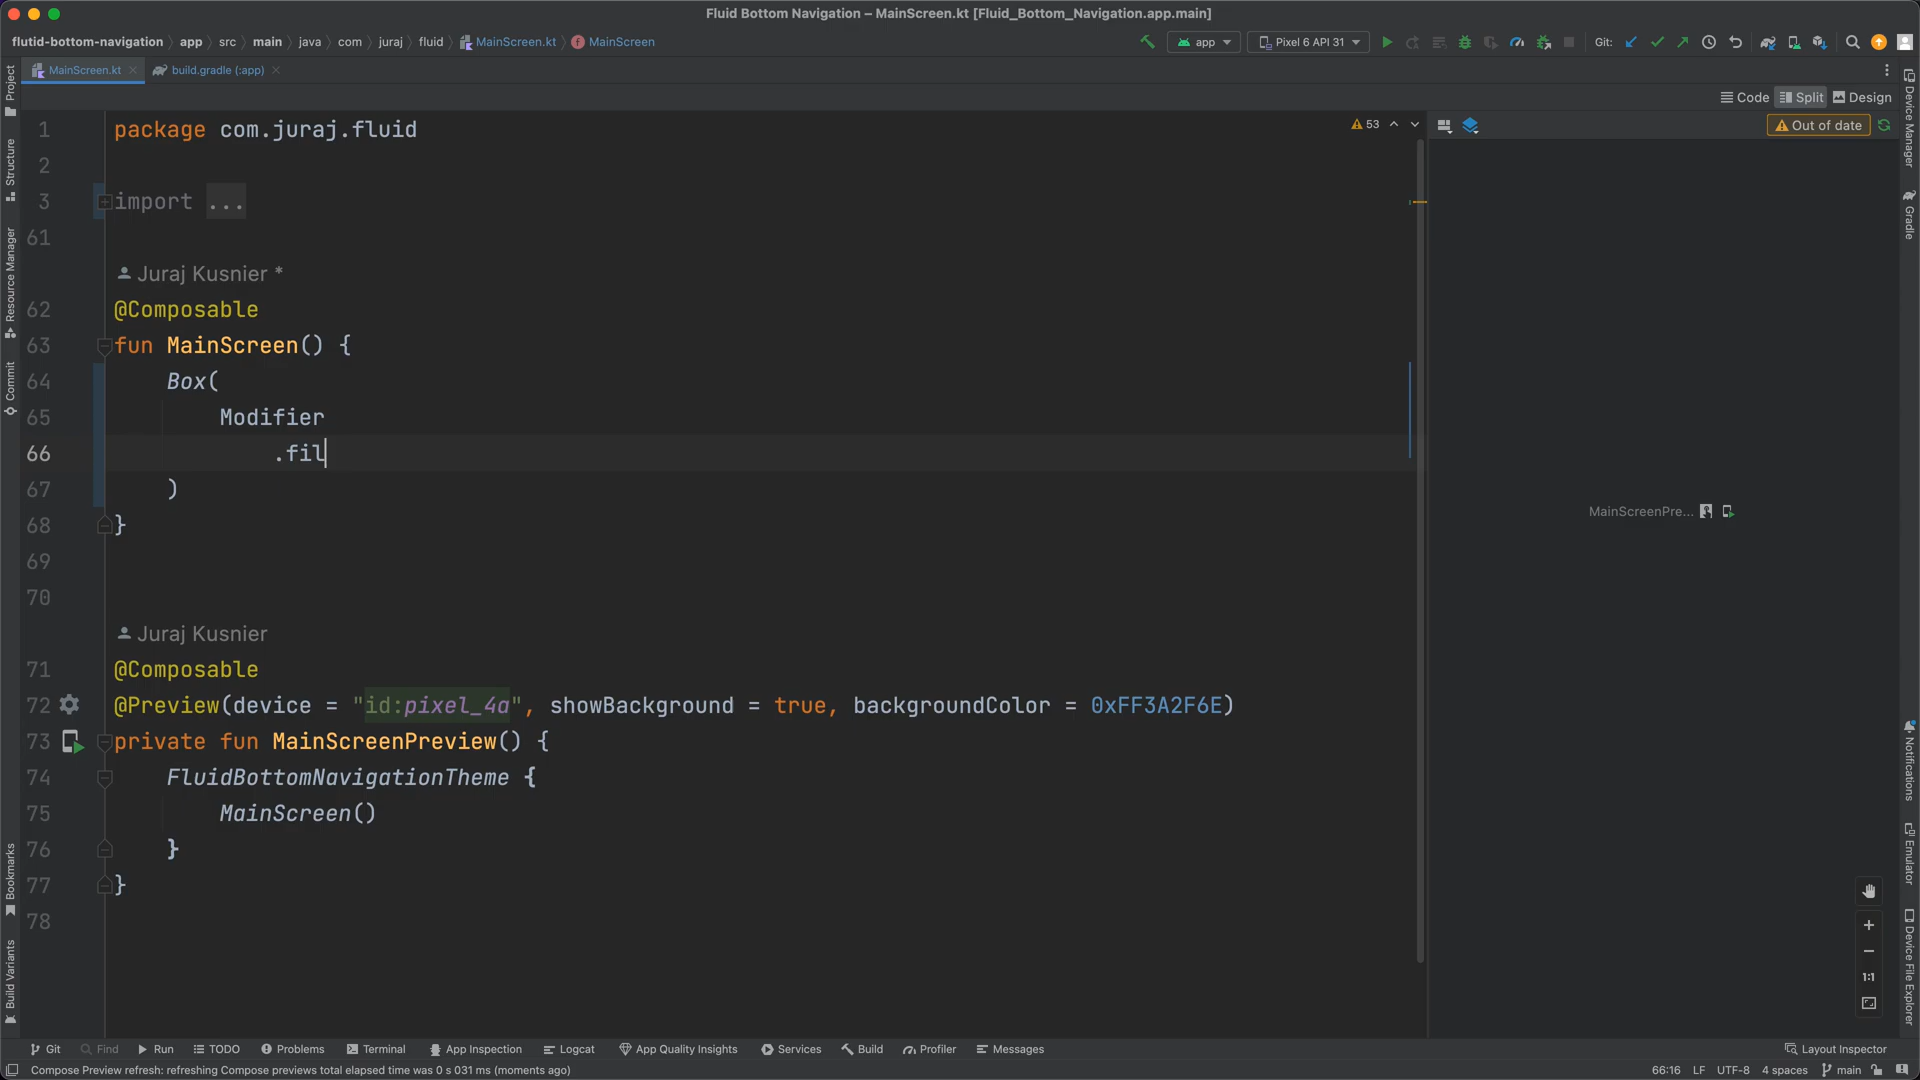 Fluid Bottom Navigation – MainScreen.kt [Fluid_Bottom_Navigation.app.main]
flutid-bottom-navigation > app > src > main > java > com > juraj > fluid > MainScreen.kt > MainScreen
app Pixel 6 API 31 Git:
MainScreen.kt × build.gradle (:app) ×
Code Split Design
53
Out of date
1 package com.juraj.fluid
2
3 import ...
61
Juraj Kusnier *
62 @Composable
63 fun MainScreen() {
64 Box(
65 Modifier
66 .fil
67 )
68 }
69
70
Juraj Kusnier
71 @Composable
72 @Preview(device = "id:pixel_4a", showBackground = true, backgroundColor = 0xFF3A2F6E)
73 private fun MainScreenPreview() {
74 FluidBottomNavigationTheme {
75 MainScreen()
76 }
77 }
78
MainScreenPre...
1:1
Project
Structure
Resource Manager
Commit
Bookmarks
Build Variants
Device Manager
Gradle
Notifications
Emulator
Device File Explorer
Git Find Run TODO Problems Terminal App Inspection Logcat App Quality Insights Services Build Profiler Messages Layout Inspector
Compose Preview refresh: refreshing Compose previews total elapsed time was 0 s 031 ms (moments ago) 66:16 LF UTF-8 4 spaces main